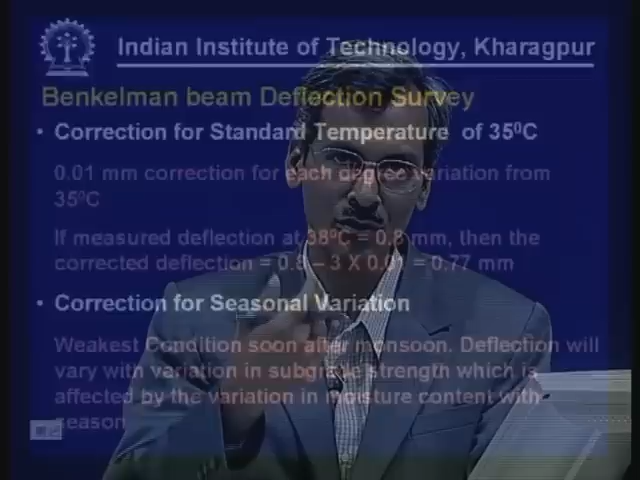 Indian Institute of Technology, Kharagpur
Benkelman beam Deflection Survey
• Correction for Standard Temperature of 35⁰C
0.01 mm correction for each degree variation from
35⁰C
If measured deflection at 38⁰C = 0.8 mm, then the
corrected deflection = 0.8 – 3 X 0.01 = 0.77 mm
• Correction for Seasonal Variation
Weakest Condition soon after monsoon. Deflection will
vary with variation in subgrade strength which is
affected by the variation in moisture content with
season